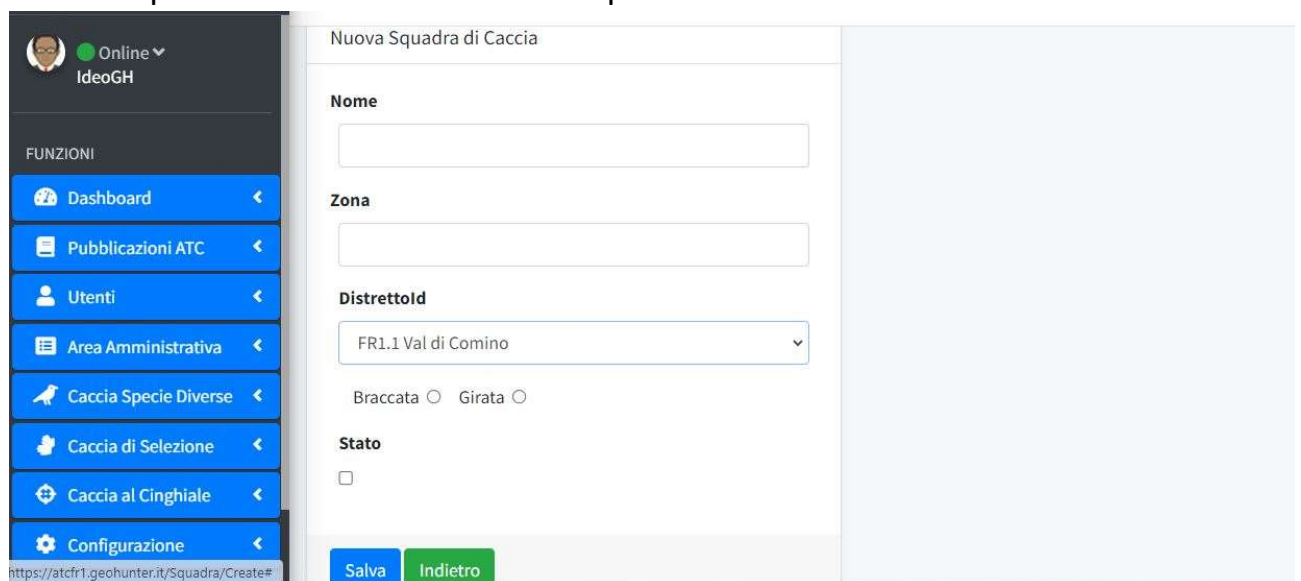 Online
IdeoGH
FUNZIONI
Dashboard
Pubblicazioni ATC
Utenti
Area Amministrativa
Caccia Specie Diverse
Caccia di Selezione
Caccia al Cinghiale
Configurazione
https://atcfr1.geohunter.it/Squadra/Create#
Nuova Squadra di Caccia
Nome
Zona
DistrettoId
FR1.1 Val di Comino
Braccata Girata
Stato
Salva Indietro